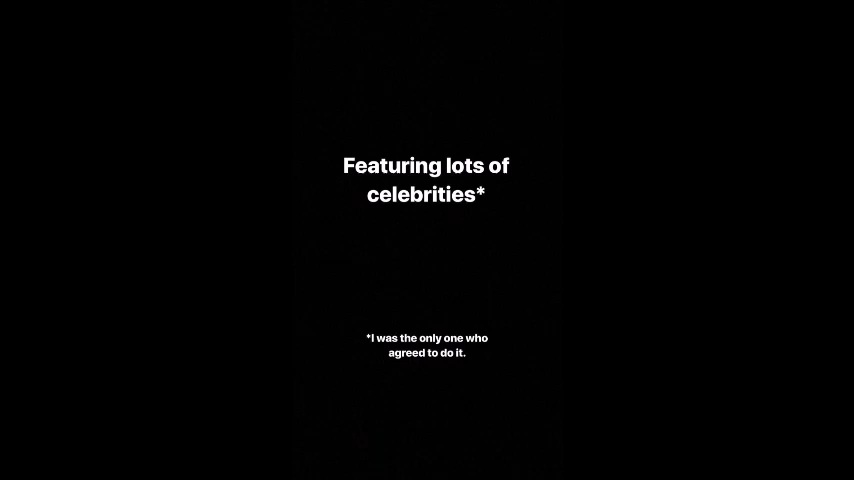 Featuring lots of
celebrities*
*I was the only one who
agreed to do it.